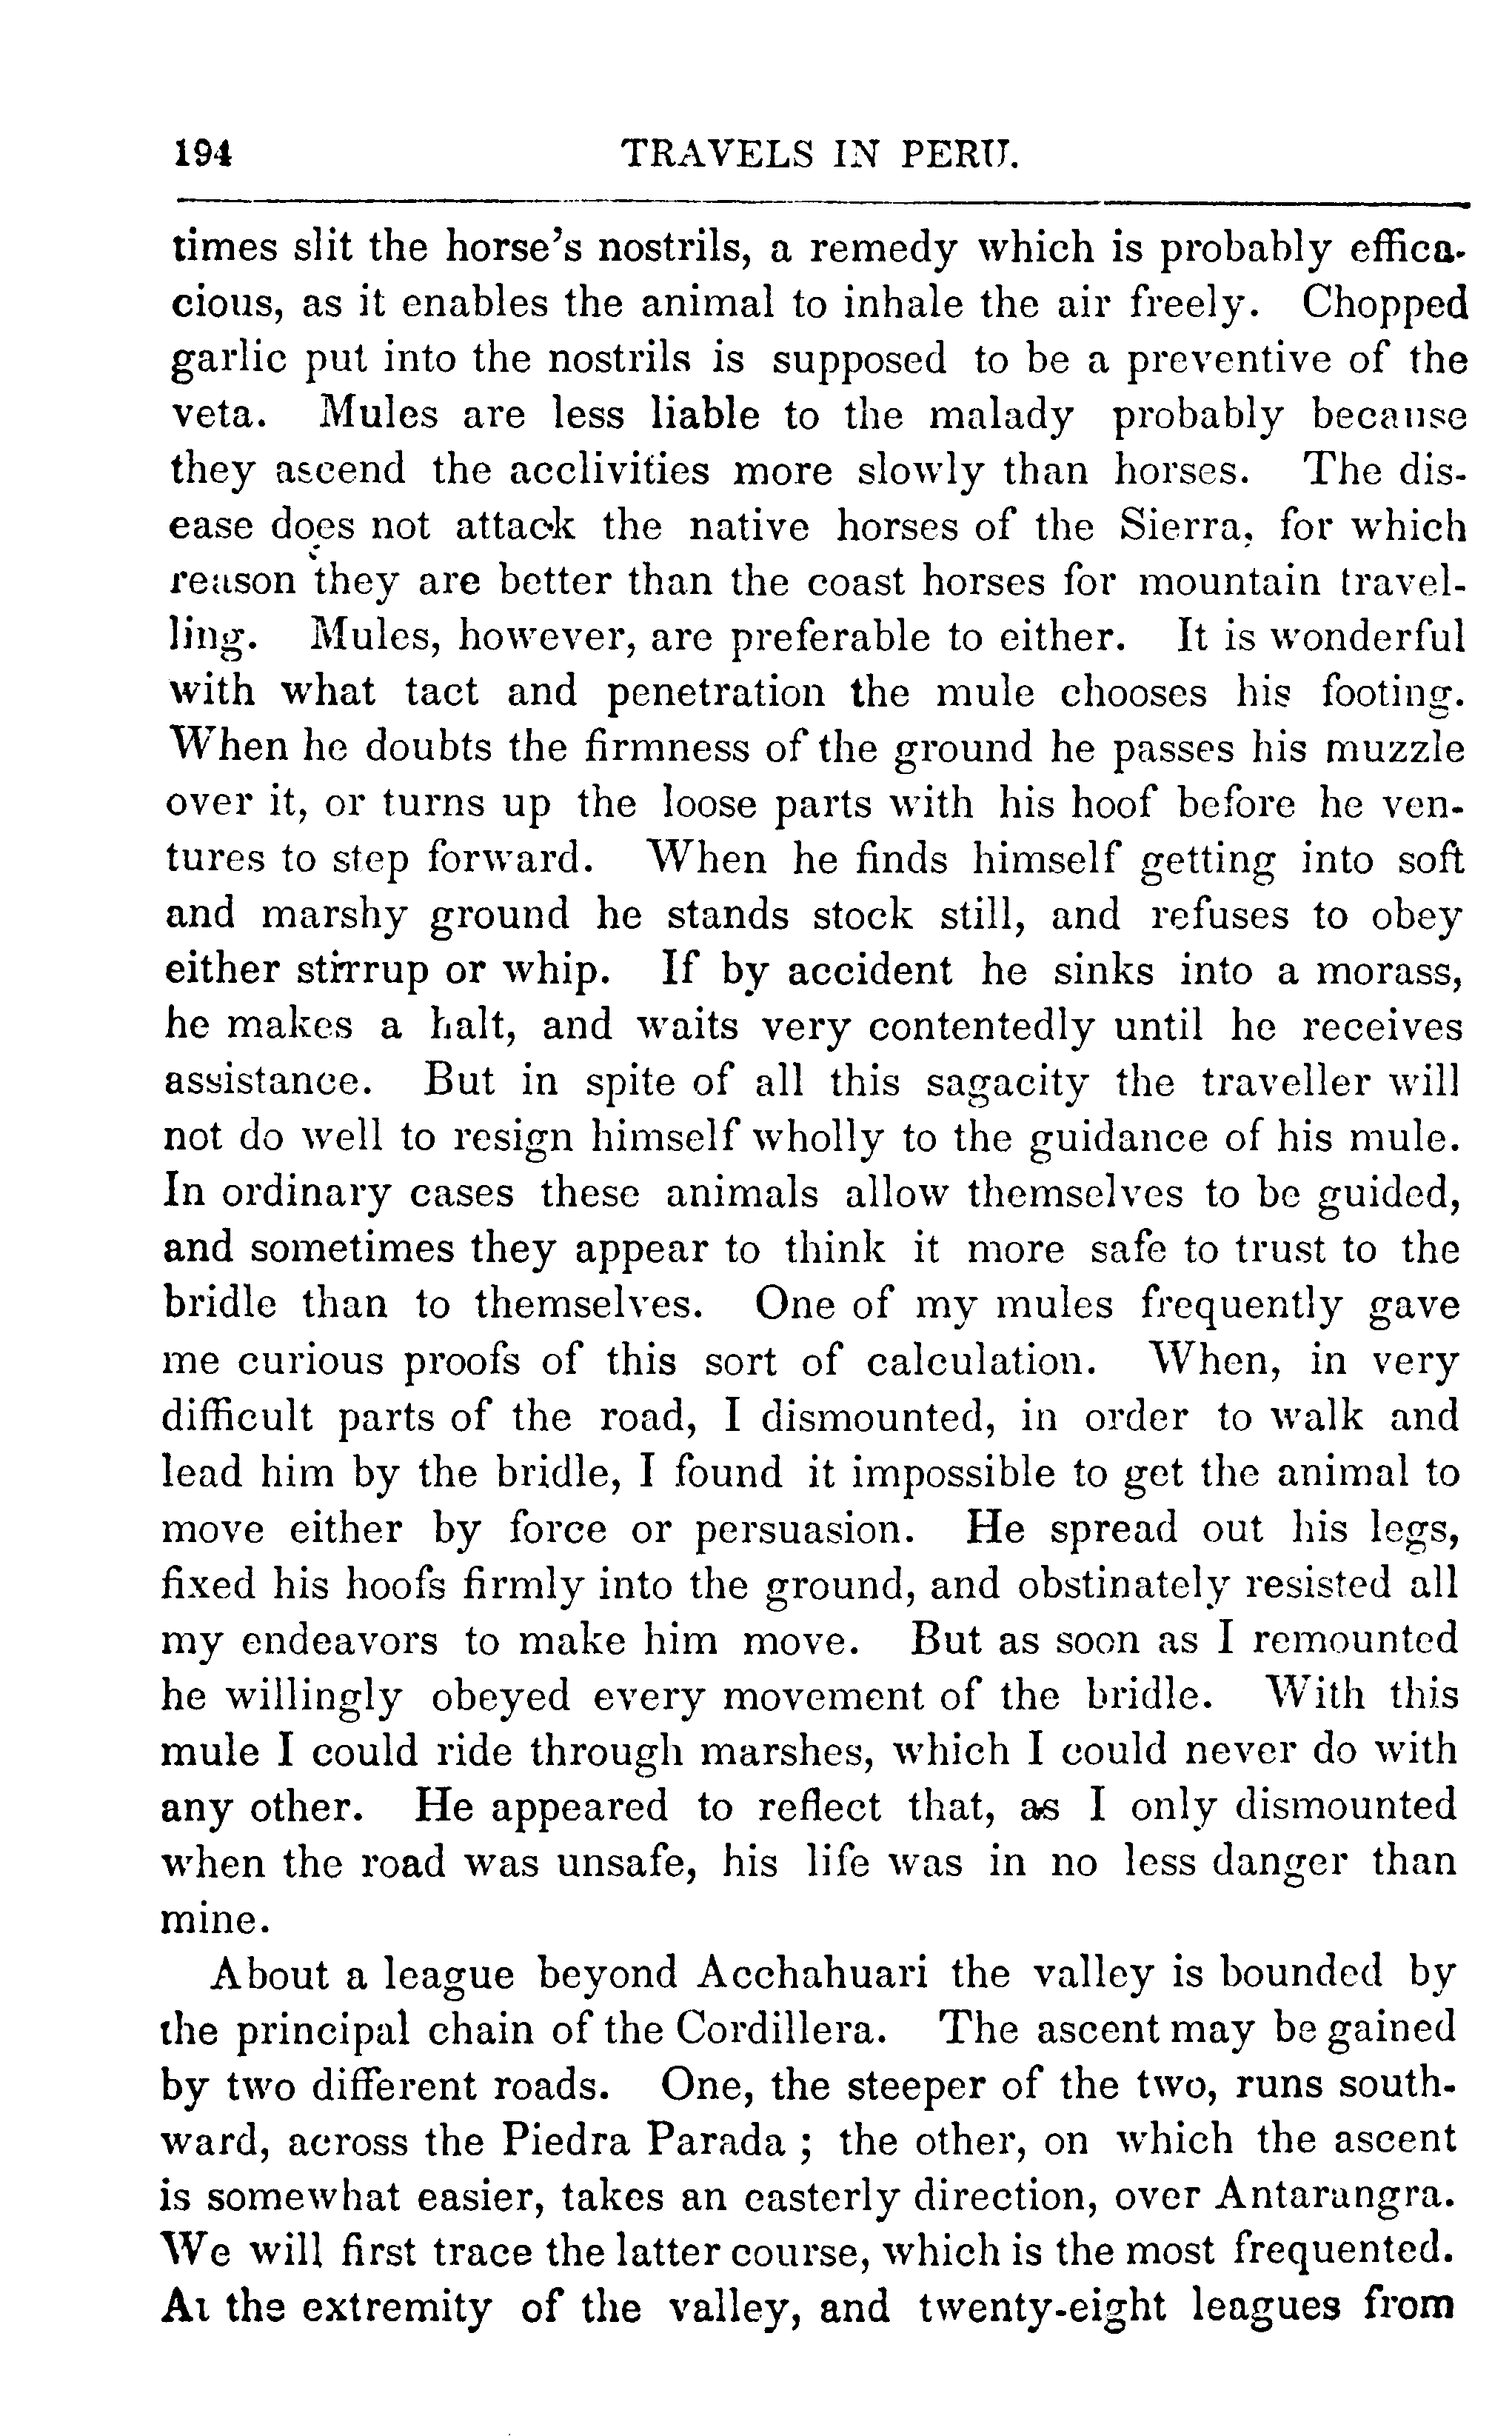 194 TRAVELS IN PERU.
times slit the horse's nostrils, a remedy which is probably effica-
cious, as it enables the animal to inhale the air freely. Chopped
garlic put into the nostrils is supposed to be a preventive of the
veta. Mules are less liable to the malady probably because
they ascend the acclivities more slowly than horses. The dis-
ease does not attack the native horses of the Sierra, for which
reason they are better than the coast horses for mountain travel-
ling. Mules, however, are preferable to either. It is wonderful
with what tact and penetration the mule chooses his footing.
When he doubts the firmness of the ground he passes his muzzle
over it, or turns up the loose parts with his hoof before he ven-
tures to step forward. When he finds himself getting into soft
and marshy ground he stands stock still, and refuses to obey
either stirrup or whip. If by accident he sinks into a morass,
he makes a halt, and waits very contentedly until he receives
assistance. But in spite of all this sagacity the traveller will
not do well to resign himself wholly to the guidance of his mule.
In ordinary cases these animals allow themselves to be guided,
and sometimes they appear to think it more safe to trust to the
bridle than to themselves. One of my mules frequently gave
me curious proofs of this sort of calculation. When, in very
difficult parts of the road, I dismounted, in order to walk and
lead him by the bridle, I found it impossible to get the animal to
move either by force or persuasion. He spread out his legs,
fixed his hoofs firmly into the ground, and obstinately resisted all
my endeavors to make him move. But as soon as I remounted
he willingly obeyed every movement of the bridle. With this
mule I could ride through marshes, which I could never do with
any other. He appeared to reflect that, as I only dismounted
when the road was unsafe, his life was in no less danger than
mine.
About a league beyond Acchahuari the valley is bounded by
the principal chain of the Cordillera. The ascent may be gained
by two different roads. One, the steeper of the two, runs south-
ward, across the Piedra Parada ; the other, on which the ascent
is somewhat easier, takes an easterly direction, over Antarangra.
We will first trace the latter course, which is the most frequented.
At the extremity of the valley, and twenty-eight leagues from